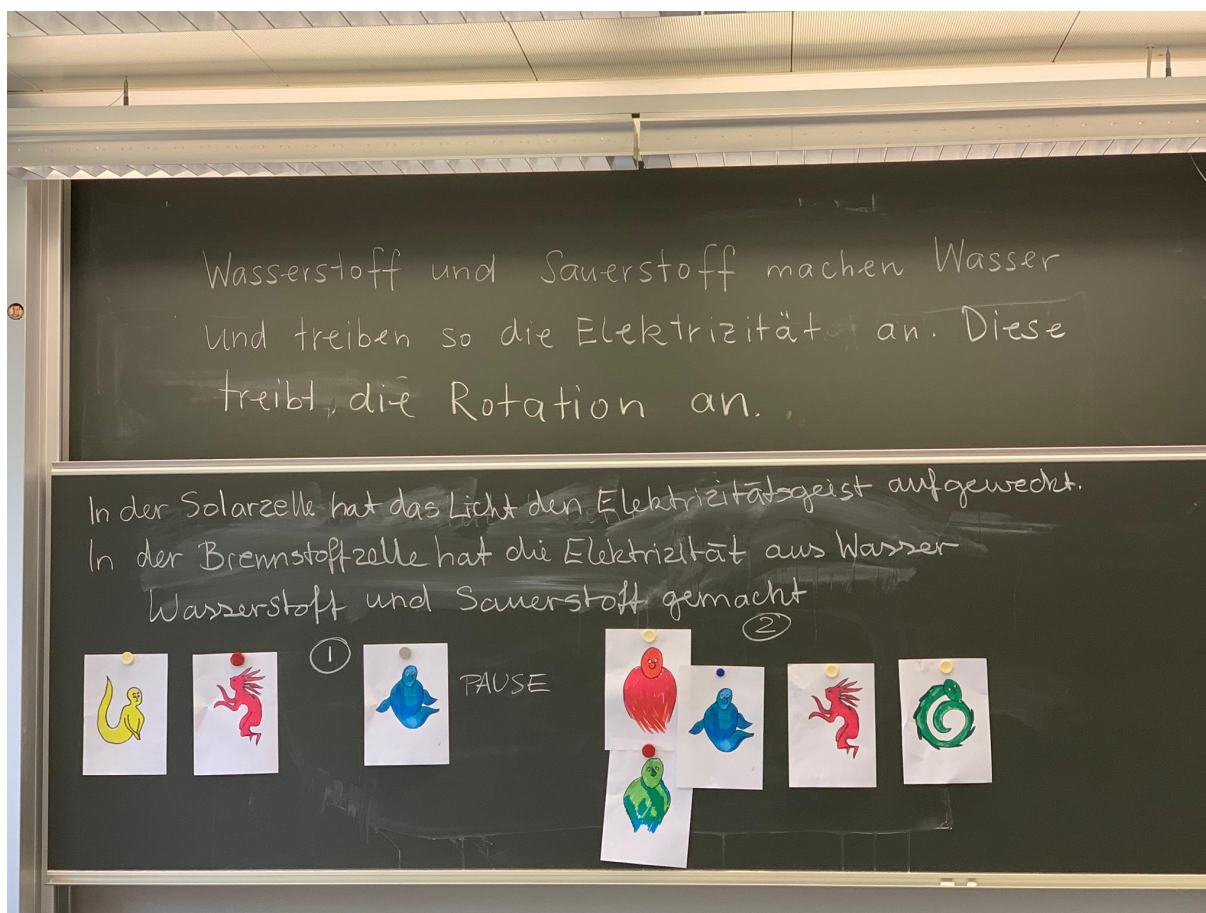 Wasserstoff und Sauerstoff machen Wasser
und treiben so die Elektrizität an. Diese
treibt die Rotation an.
In der Solarzelle hat das Licht den Elektrizitätsgeist aufgeweckt.
In der Brennstoffzelle hat die Elektrizität aus Wasser
Wasserstoff und Sauerstoff gemacht
1
2
PAUSE